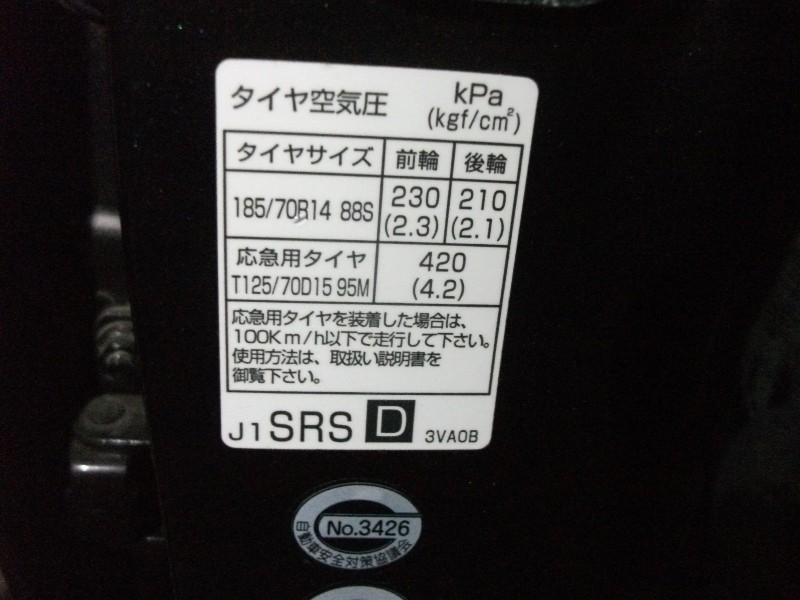 タイヤ空気圧 kPa
(kgf/cm²)
タイヤサイズ 前輪 後輪
185/70R14 88S 230 210
(2.3) (2.1)
応急用タイヤ 420
T125/70D15 95M (4.2)
応急用タイヤを装着した場合は、
100Km/h以下で走行して下さい。
使用方法は、取扱い説明書を
御覧下さい。
J1 SRS D 3VA0B
No.3426
自動車安全対策協議会